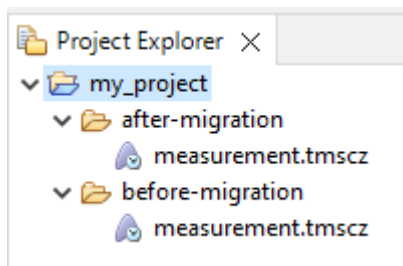 Project Explorer
my_project
after-migration
measurement.tmscz
before-migration
measurement.tmscz